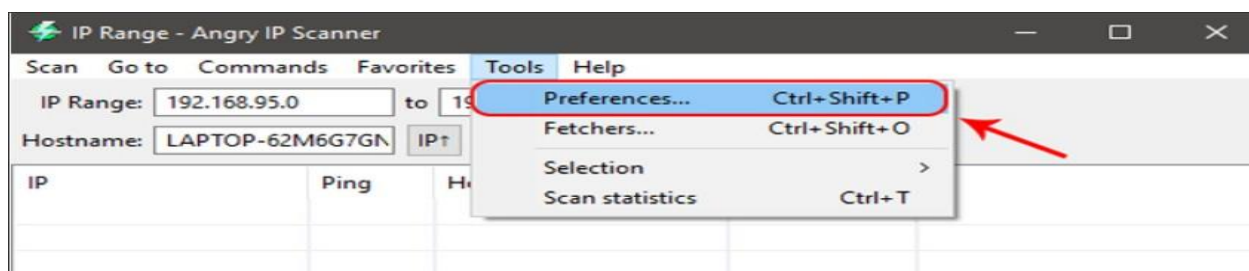 IP Range - Angry IP Scanner
Scan Go to Commands Favorites Tools Help
IP Range: 192.168.95.0 to 19
Preferences... Ctrl+Shift+P
Hostname: LAPTOP-62M6G7GN IP↑
Fetchers... Ctrl+Shift+O
Selection >
Scan statistics Ctrl+T
IP Ping